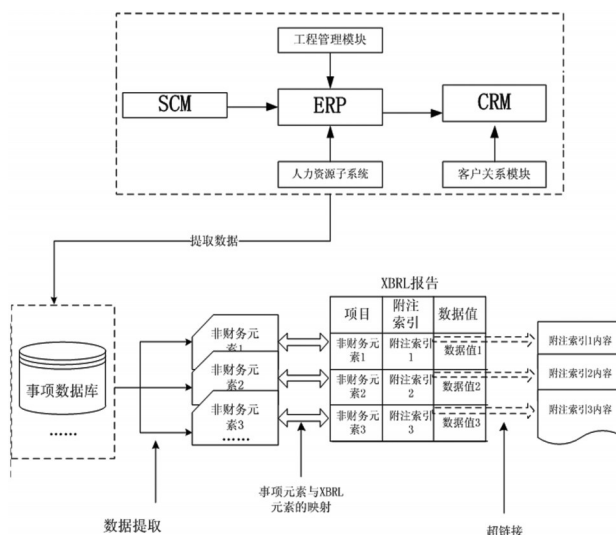 工程管理模块
SCM
ERP
CRM
人力资源子系统
客户关系模块
提取数据
XBRL报告
项目
附注
索引
数据值
非财务元
素1
非财务元
素1
附注索引
1
数据值1
附注索引1内容
事项数据库
非财务元
素2
非财务元
素2
附注索引
2
数据值2
附注索引2内容
......
非财务元
素3
......
非财务元
素3
附注索引
3
数据值3
附注索引3内容
事项元素与XBRL
元素的映射
数据提取
超链接